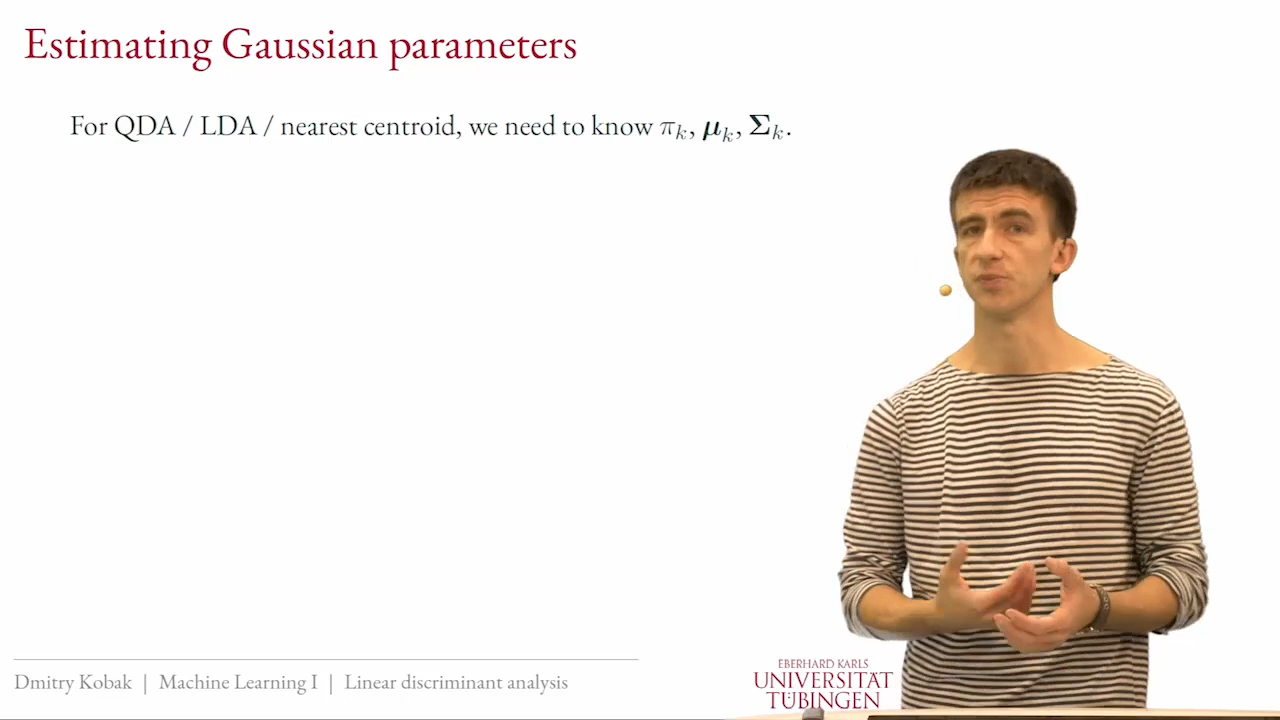 Estimating Gaussian parameters
For QDA / LDA / nearest centroid, we need to know πₖ, μₖ, Σₖ.
Dmitry Kobak | Machine Learning I | Linear discriminant analysis
EBERHARD KARLS
UNIVERSITÄT
TÜBINGEN